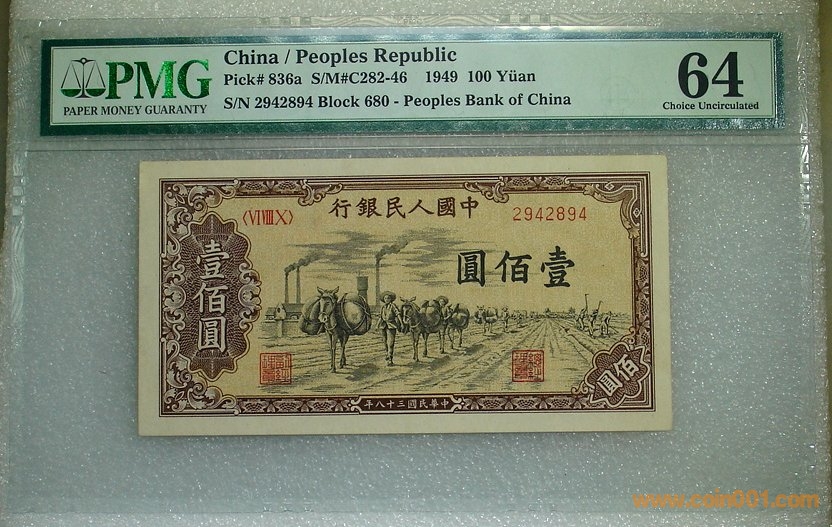 PMG
PAPER MONEY GUARANTY
China / Peoples Republic
Pick# 836a S/M#C282-46 1949 100 Yüan
S/N 2942894 Block 680 - Peoples Bank of China
64
Choice Uncirculated
〈VI VIII X〉
行銀民人國中
2942894
圓佰壹
壹佰圓
佰圓
年八十三國民華中
www.coin001.com